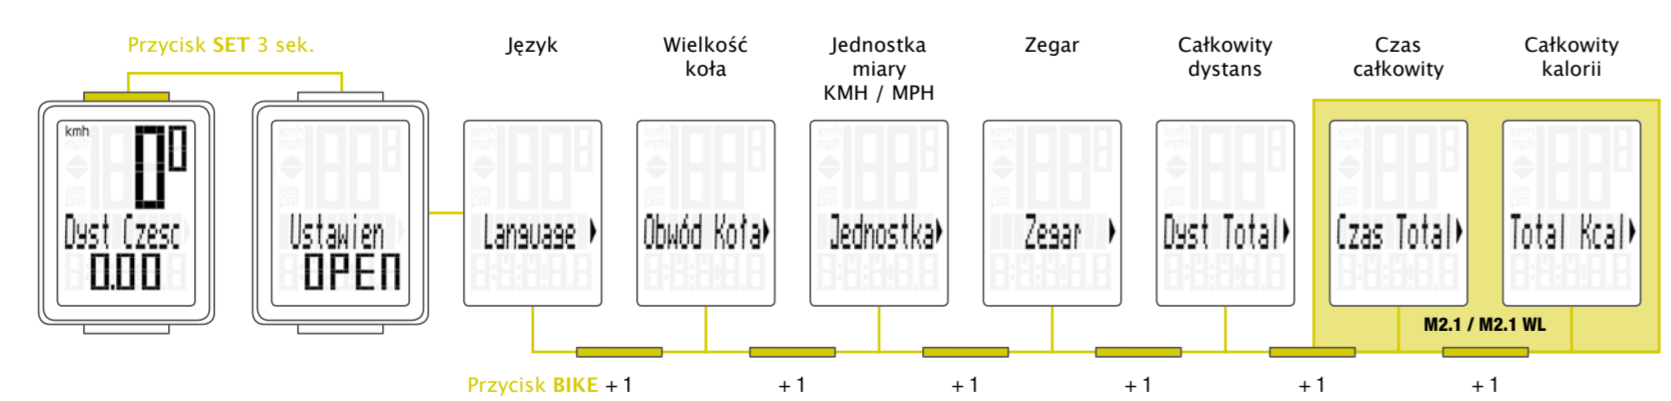 Przycisk SET 3 sek.
Język
Wielkość
koła
Jednostka
miary
KMH / MPH
Zegar
Całkowity
dystans
Czas
całkowity
Całkowity
kalorii
kmh
0⁰
Dyst Czesc
0.00
Ustawien
OPEN
Language
Obwód Koła
Jednostka
Zegar
Dyst Total
Czas Total
Total Kcal
M2.1 / M2.1 WL
Przycisk BIKE + 1
+ 1
+ 1
+ 1
+ 1
+ 1